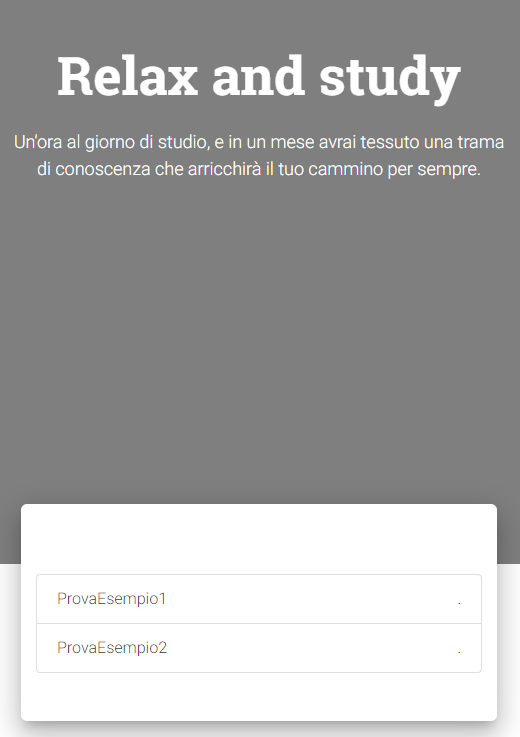 Relax and study
Un'ora al giorno di studio, e in un mese avrai tessuto una trama
di conoscenza che arricchirà il tuo cammino per sempre.
ProvaEsempio1 .
ProvaEsempio2 .